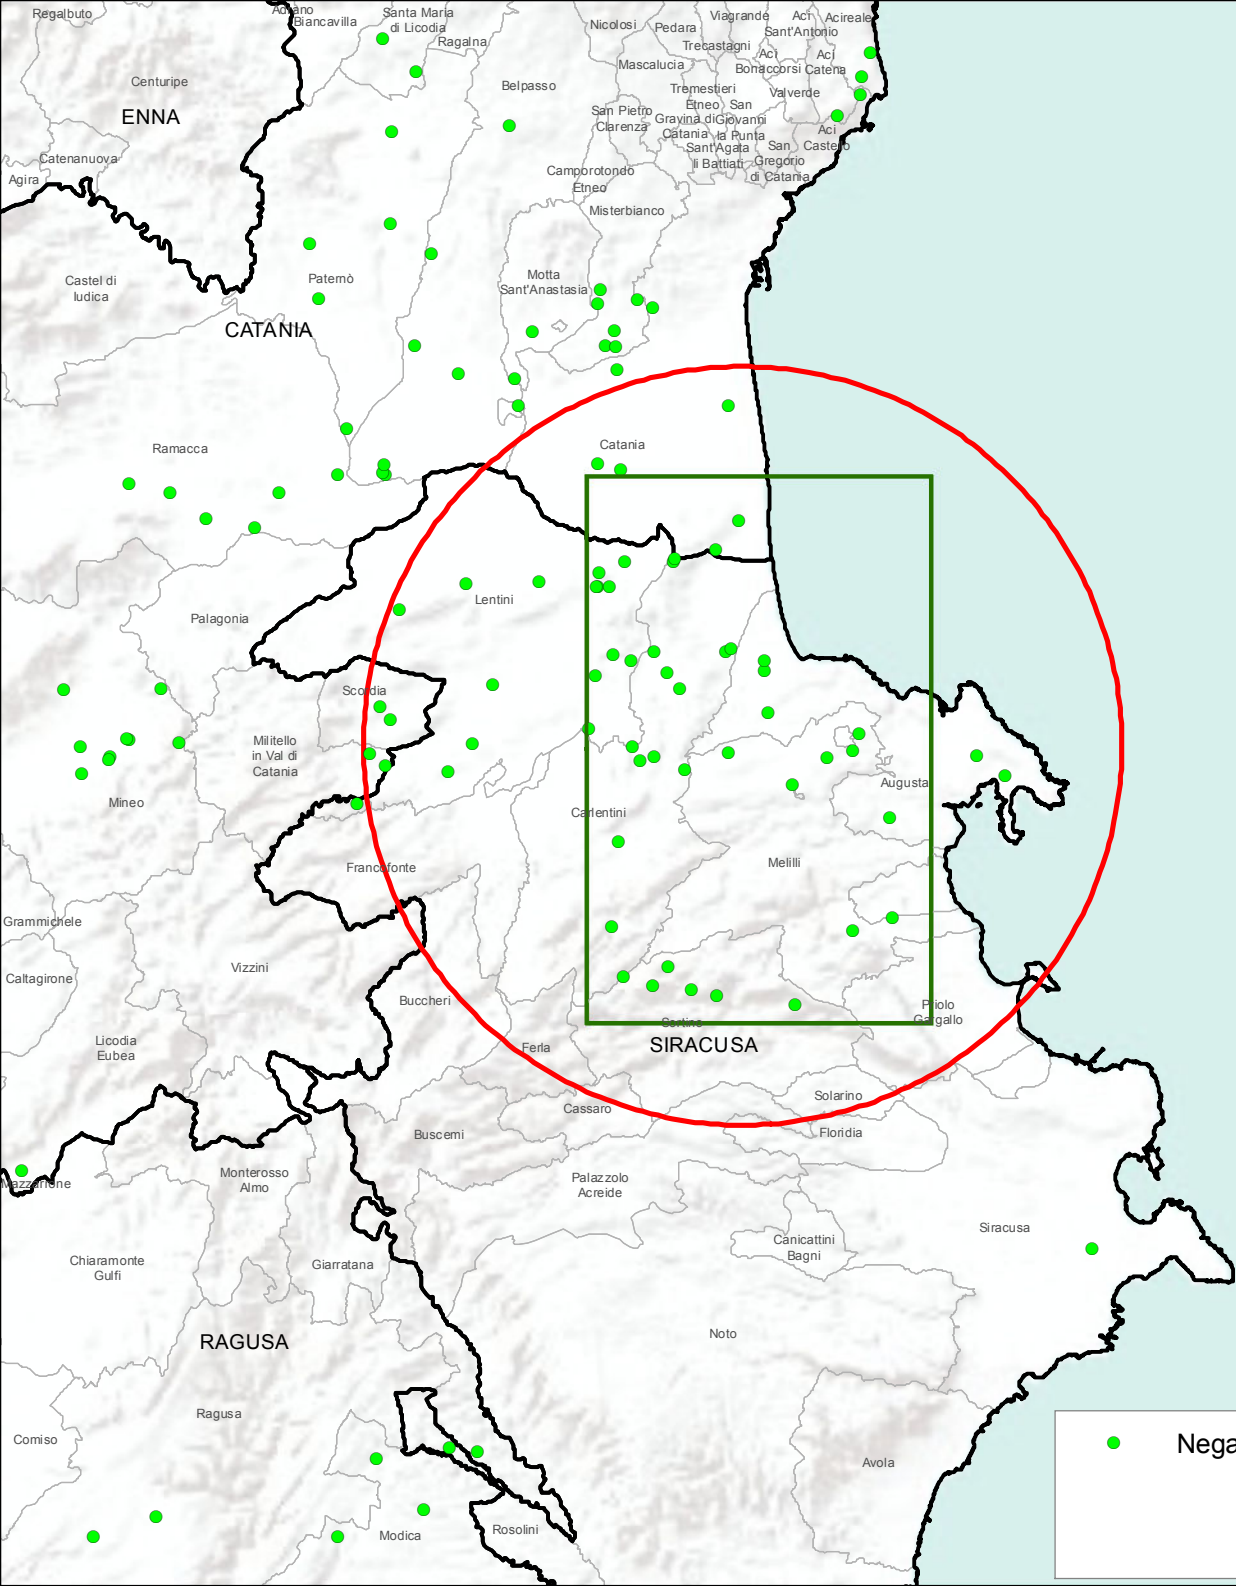 Regalbuto
Adrano
Biancavilla
Santa Maria
di Licodia
Ragalna
Nicolosi
Pedara
Viagrande
Aci
Sant'Antonio
Acireale
Trecastagni
Mascalucia
Aci
Bonaccorsi
Aci
Catena
Centuripe
ENNA
Belpasso
Tremestieri
Etneo
Valverde
San Pietro
Clarenza
Gravina di
Catania
San
Giovanni
la Punta
Aci
Castello
Sant'Agata
li Battiati
San
Gregorio
di Catania
Catenanuova
Agira
Camporotondo
Etneo
Misterbianco
Castel di
Iudica
Paternò
Motta
Sant'Anastasia
CATANIA
Ramacca
Catania
Lentini
Palagonia
Scordia
Militello
in Val di
Catania
Mineo
Augusta
Carlentini
Melilli
Francofonte
Grammichele
Caltagirone
Vizzini
Buccheri
Priolo
Gargallo
Sortino
SIRACUSA
Licodia
Eubea
Ferla
Solarino
Cassaro
Floridia
Buscemi
Mazzarrone
Monterosso
Almo
Palazzolo
Acreide
Siracusa
Canicattini
Bagni
Chiaramonte
Gulfi
Giarratana
Noto
RAGUSA
Ragusa
Comiso
Avola
Nega
Modica
Rosolini